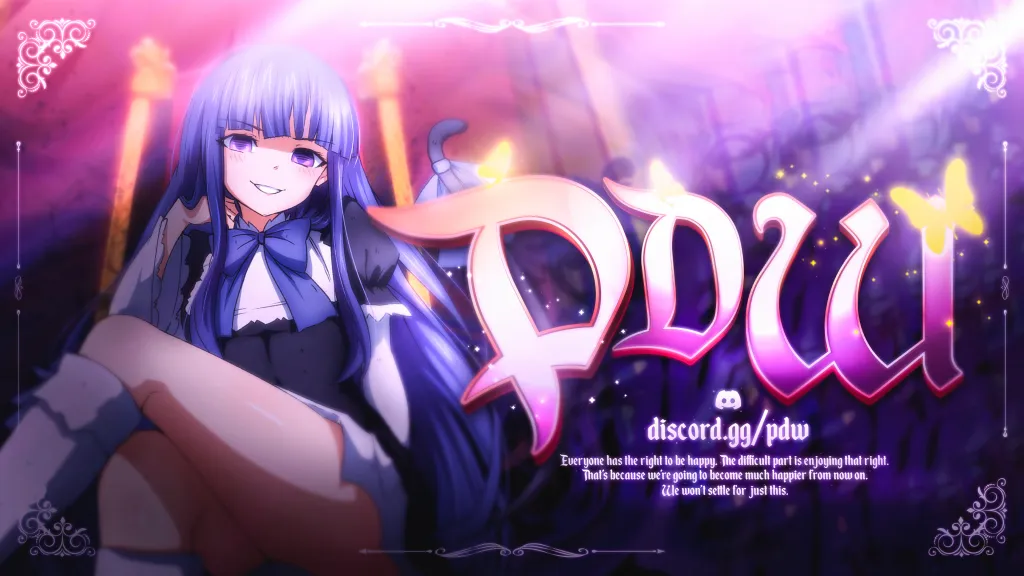 PDW
discord.gg/pdw
Everyone has the right to be happy. The difficult part is enjoying that right.
That's because we're going to become much happier from now on.
We won't settle for just this.